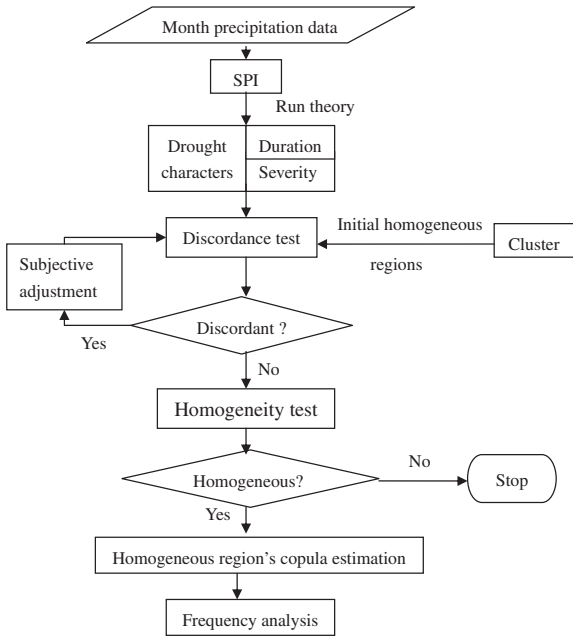 Month precipitation data
SPI
Run theory
Drought
characters
Duration
Severity
Discordance test
Initial homogeneous
regions
Cluster
Subjective
adjustment
Discordant ?
Yes
No
Homogeneity test
Homogeneous?
No
Stop
Yes
Homogeneous region's copula estimation
Frequency analysis